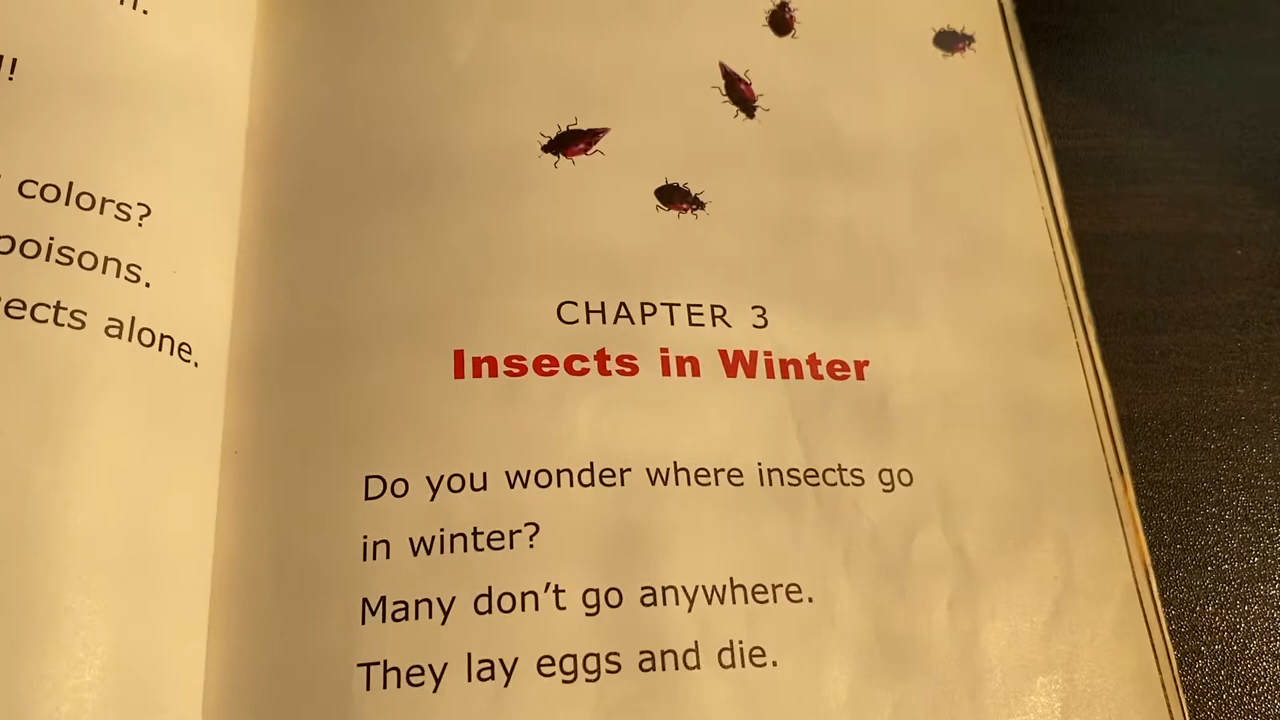 colors?
poisons.
alone.
CHAPTER 3
Insects in Winter
Do you wonder where insects go
in winter?
Many don't go anywhere.
They lay eggs and die.